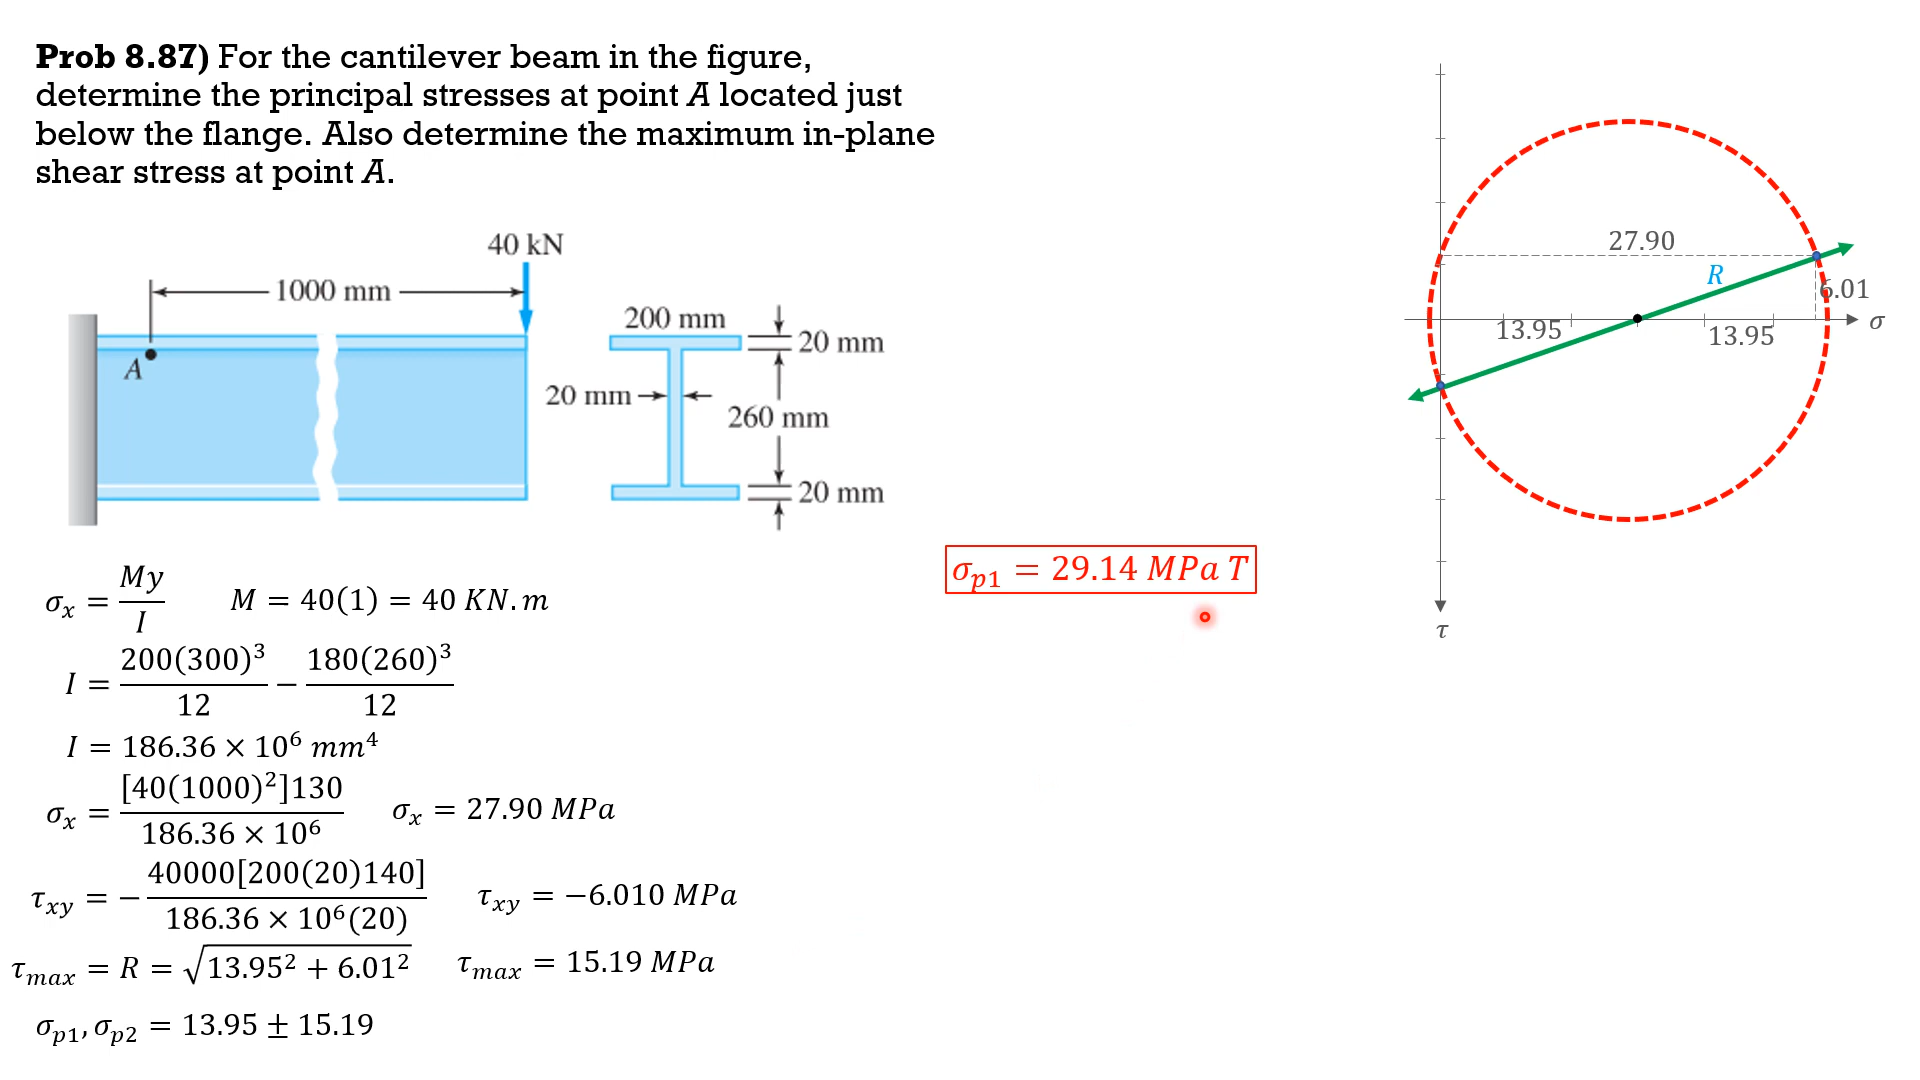 Prob 8.87) For the cantilever beam in the figure,
determine the principal stresses at point A located just
below the flange. Also determine the maximum in-plane
shear stress at point A.
40 kN
1000 mm
A
200 mm
20 mm
20 mm
260 mm
20 mm
σx = My/I
M = 40(1) = 40 KN.m
I = 200(300)³/12 − 180(260)³/12
I = 186.36 × 10⁶ mm⁴
σx = [40(1000)²]130/186.36 × 10⁶
σx = 27.90 MPa
τxy = − 40000[200(20)140]/186.36 × 10⁶(20)
τxy = −6.010 MPa
τmax = R = √13.95² + 6.01²
τmax = 15.19 MPa
σp1, σp2 = 13.95 ± 15.19
σp1 = 29.14 MPa T
27.90
R
6.01
13.95
13.95
σ
τ